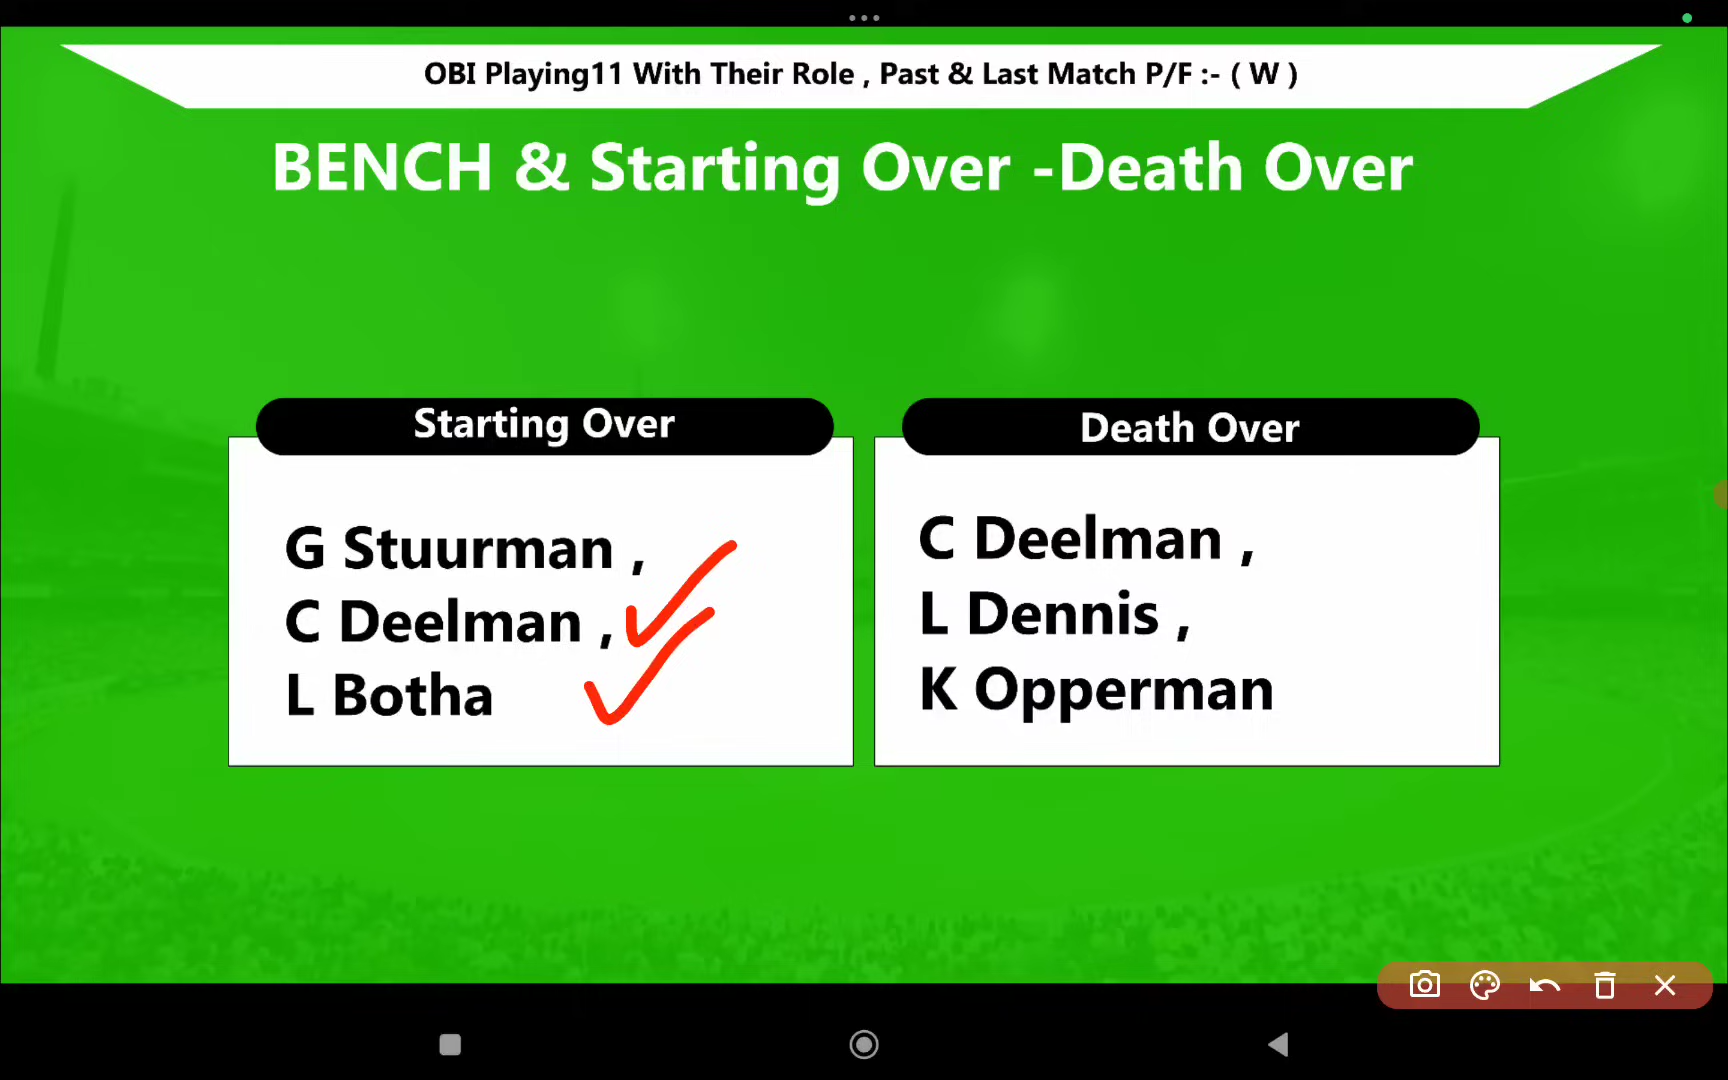 OBI Playing11 With Their Role , Past & Last Match P/F :- ( W )
BENCH & Starting Over -Death Over
Starting Over
G Stuurman ,
C Deelman ,
L Botha
Death Over
C Deelman ,
L Dennis ,
K Opperman